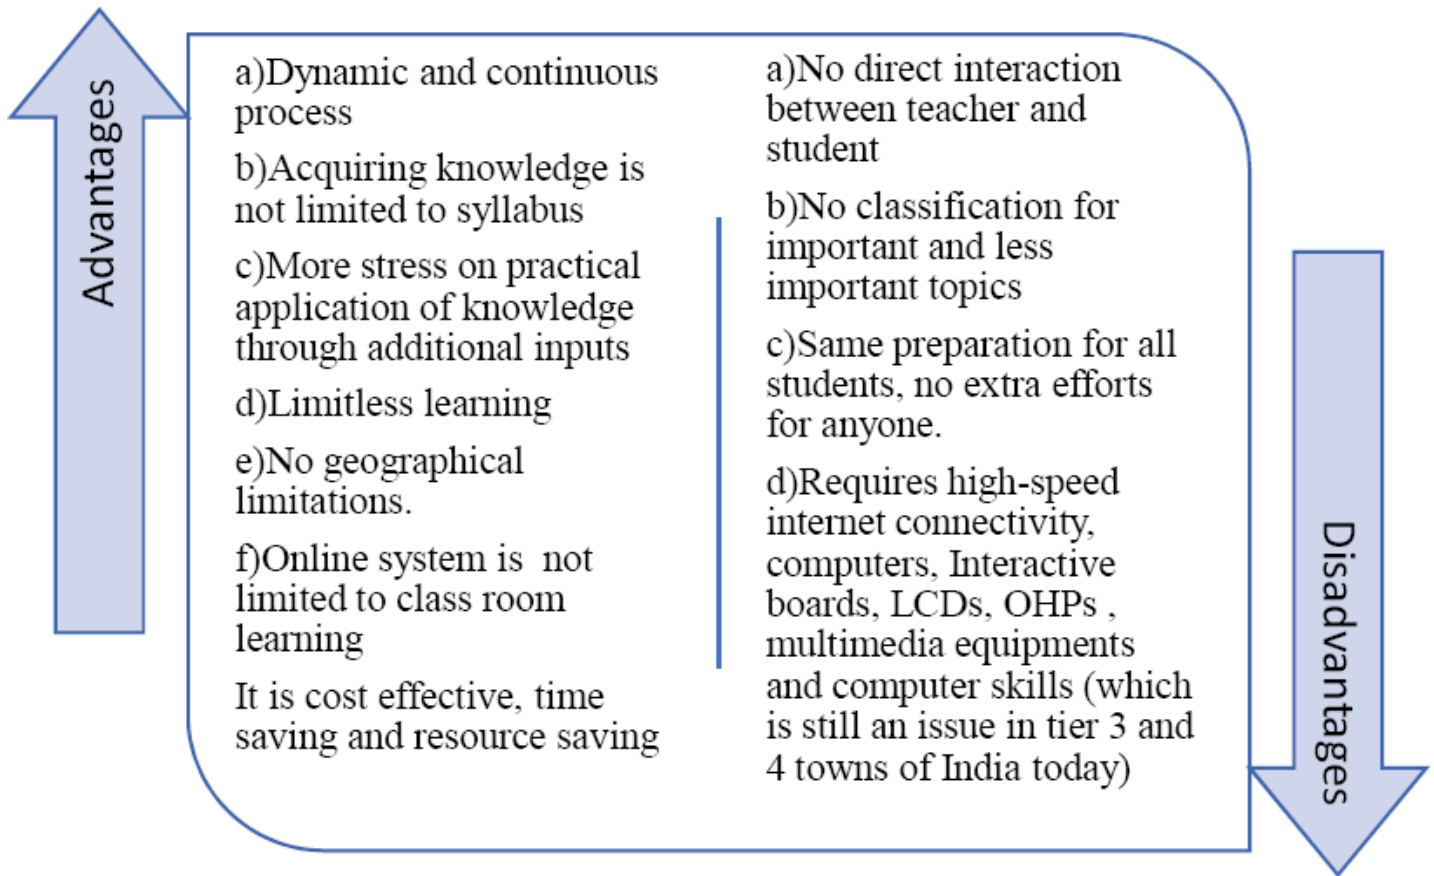 Advantages
a)Dynamic and continuous
process
b)Acquiring knowledge is
not limited to syllabus
c)More stress on practical
application of knowledge
through additional inputs
d)Limitless learning
e)No geographical
limitations.
f)Online system is  not
limited to class room
learning
It is cost effective, time
saving and resource saving
a)No direct interaction
between teacher and
student
b)No classification for
important and less
important topics
c)Same preparation for all
students, no extra efforts
for anyone.
d)Requires high-speed
internet connectivity,
computers, Interactive
boards, LCDs, OHPs ,
multimedia equipments
and computer skills (which
is still an issue in tier 3 and
4 towns of India today)
Disadvantages